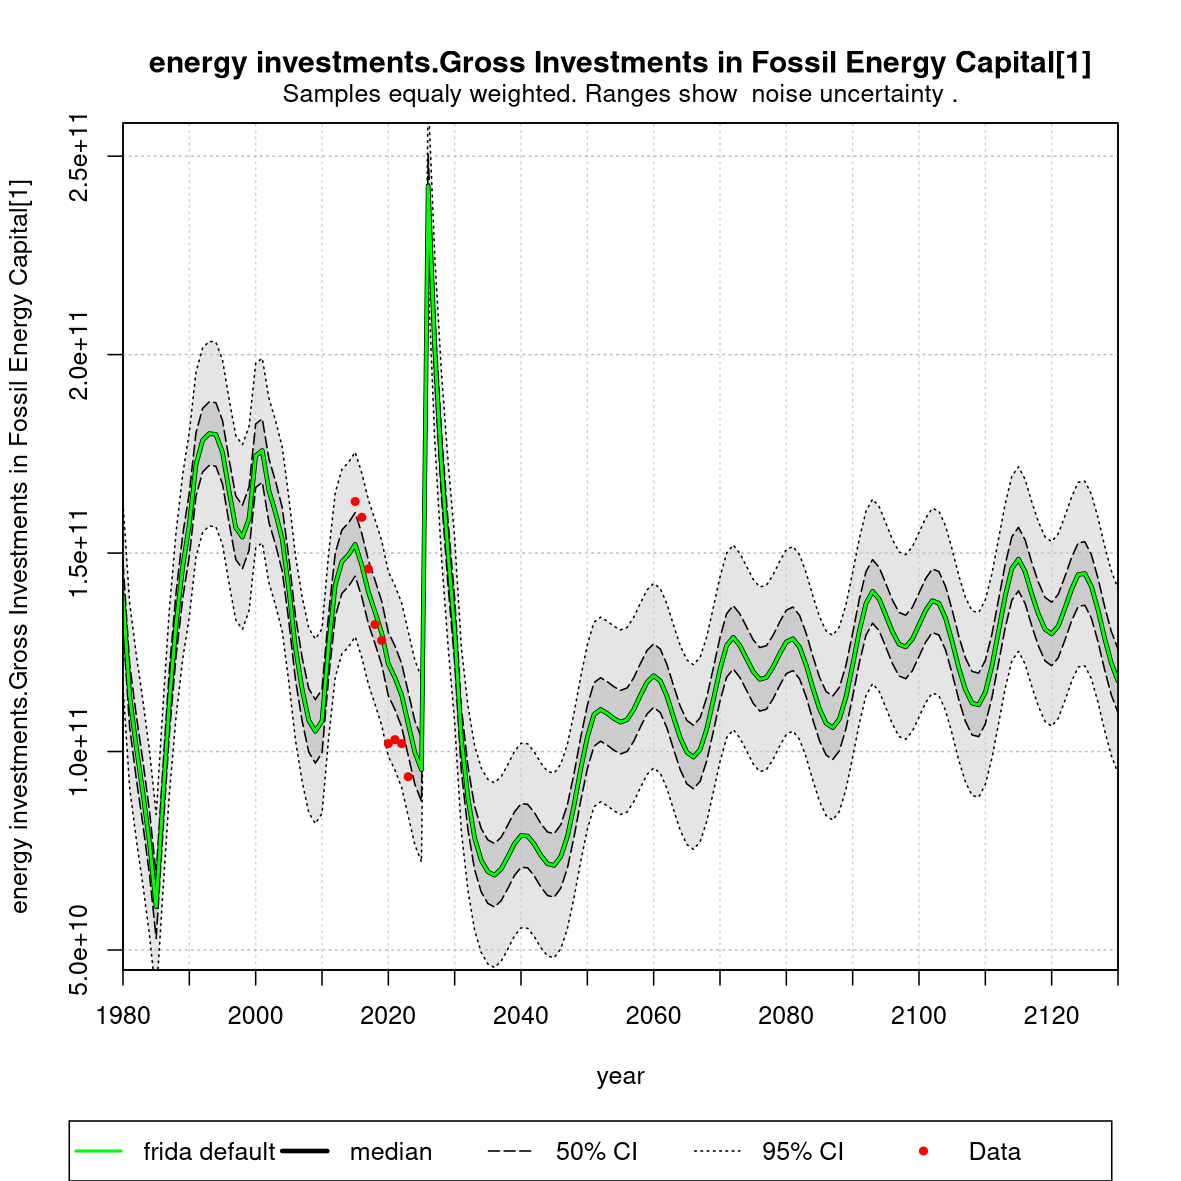 energy investments.Gross Investments in Fossil Energy Capital[1]
Samples equaly weighted. Ranges show  noise uncertainty .
energy investments.Gross Investments in Fossil Energy Capital[1]
2.5e+11
2.0e+11
1.5e+11
1.0e+11
5.0e+10
1980 2000 2020 2040 2060 2080 2100 2120
year
frida default median 50% CI 95% CI Data